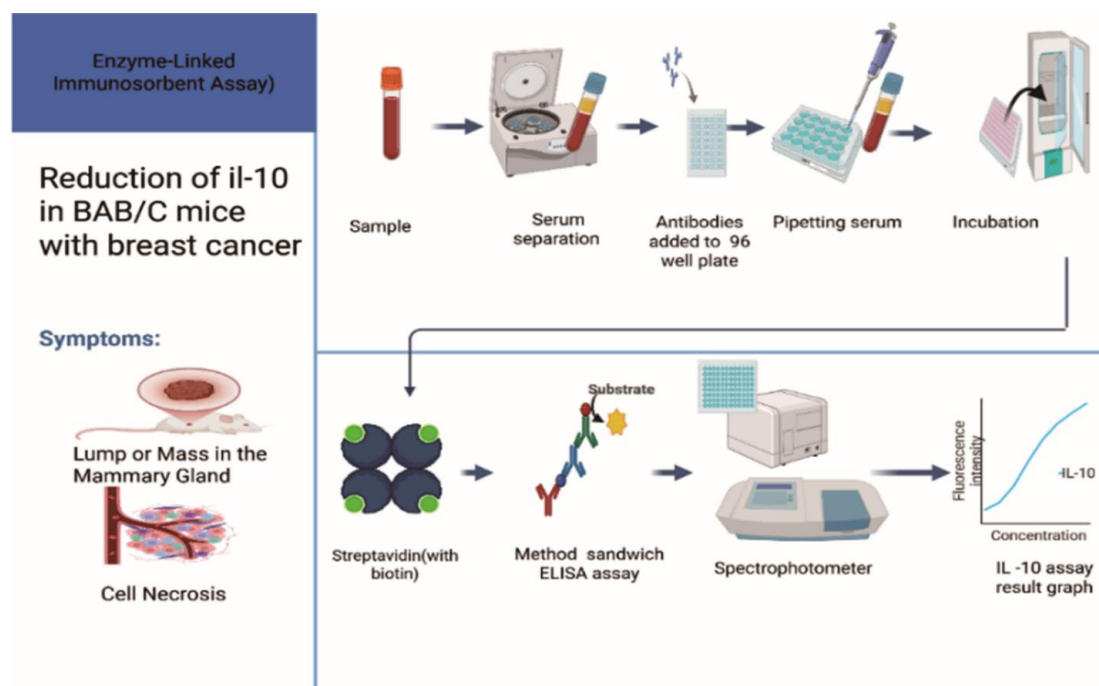 Enzyme-Linked
Immunosorbent Assay)
Reduction of il-10
in BAB/C mice
with breast cancer
Symptoms:
Lump or Mass in the
Mammary Gland
Cell Necrosis
Sample
Serum
separation
Antibodies
added to 96
well plate
Pipetting serum
Incubation
Streptavidin(with
biotin)
Substrate
Method sandwich
ELISA assay
Spectrophotometer
Fluorescence
intensity
IL-10
Concentration
IL -10 assay
result graph